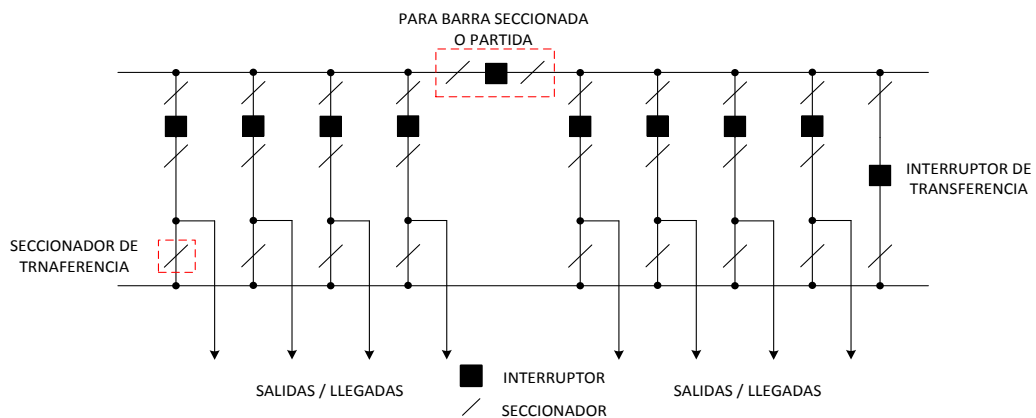 PARA BARRA SECCIONADA
O PARTIDA
INTERRUPTOR DE
TRANSFERENCIA
SECCIONADOR DE
TRNAFERENCIA
SALIDAS / LLEGADAS
INTERRUPTOR
SALIDAS / LLEGADAS
SECCIONADOR